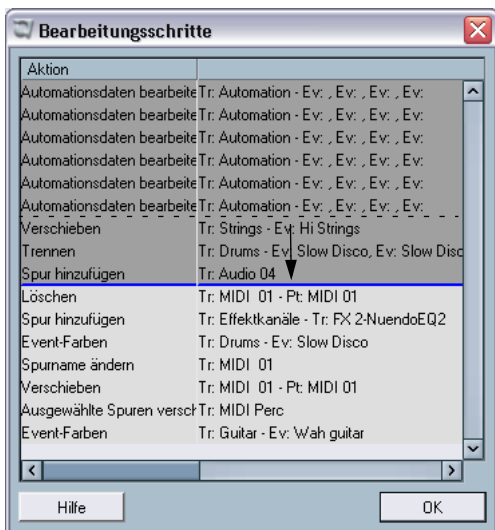 Bearbeitungsschritte
Aktion
Automationsdaten bearbeite Tr: Automation - Ev: , Ev: , Ev: , Ev:
Automationsdaten bearbeite Tr: Automation - Ev: , Ev: , Ev: , Ev:
Automationsdaten bearbeite Tr: Automation - Ev: , Ev: , Ev: , Ev:
Automationsdaten bearbeite Tr: Automation - Ev: , Ev: , Ev: , Ev:
Automationsdaten bearbeite Tr: Automation - Ev: , Ev: , Ev: , Ev:
Automationsdaten bearbeite Tr: Automation - Ev: , Ev: , Ev: , Ev:
Verschieben Tr: Strings - Ev: Hi Strings
Trennen Tr: Drums - Ev: Slow Disco, Ev: Slow Disc
Spur hinzufügen Tr: Audio 04
Löschen Tr: MIDI 01 - Pt: MIDI 01
Spur hinzufügen Tr: Effektkanäle - Tr: FX 2-NuendoEQ2
Event-Farben Tr: Drums - Ev: Slow Disco
Spurname ändern Tr: MIDI 01
Verschieben Tr: MIDI 01 - Pt: MIDI 01
Ausgewählte Spuren versch Tr: MIDI Perc
Event-Farben Tr: Guitar - Ev: Wah guitar
Hilfe OK